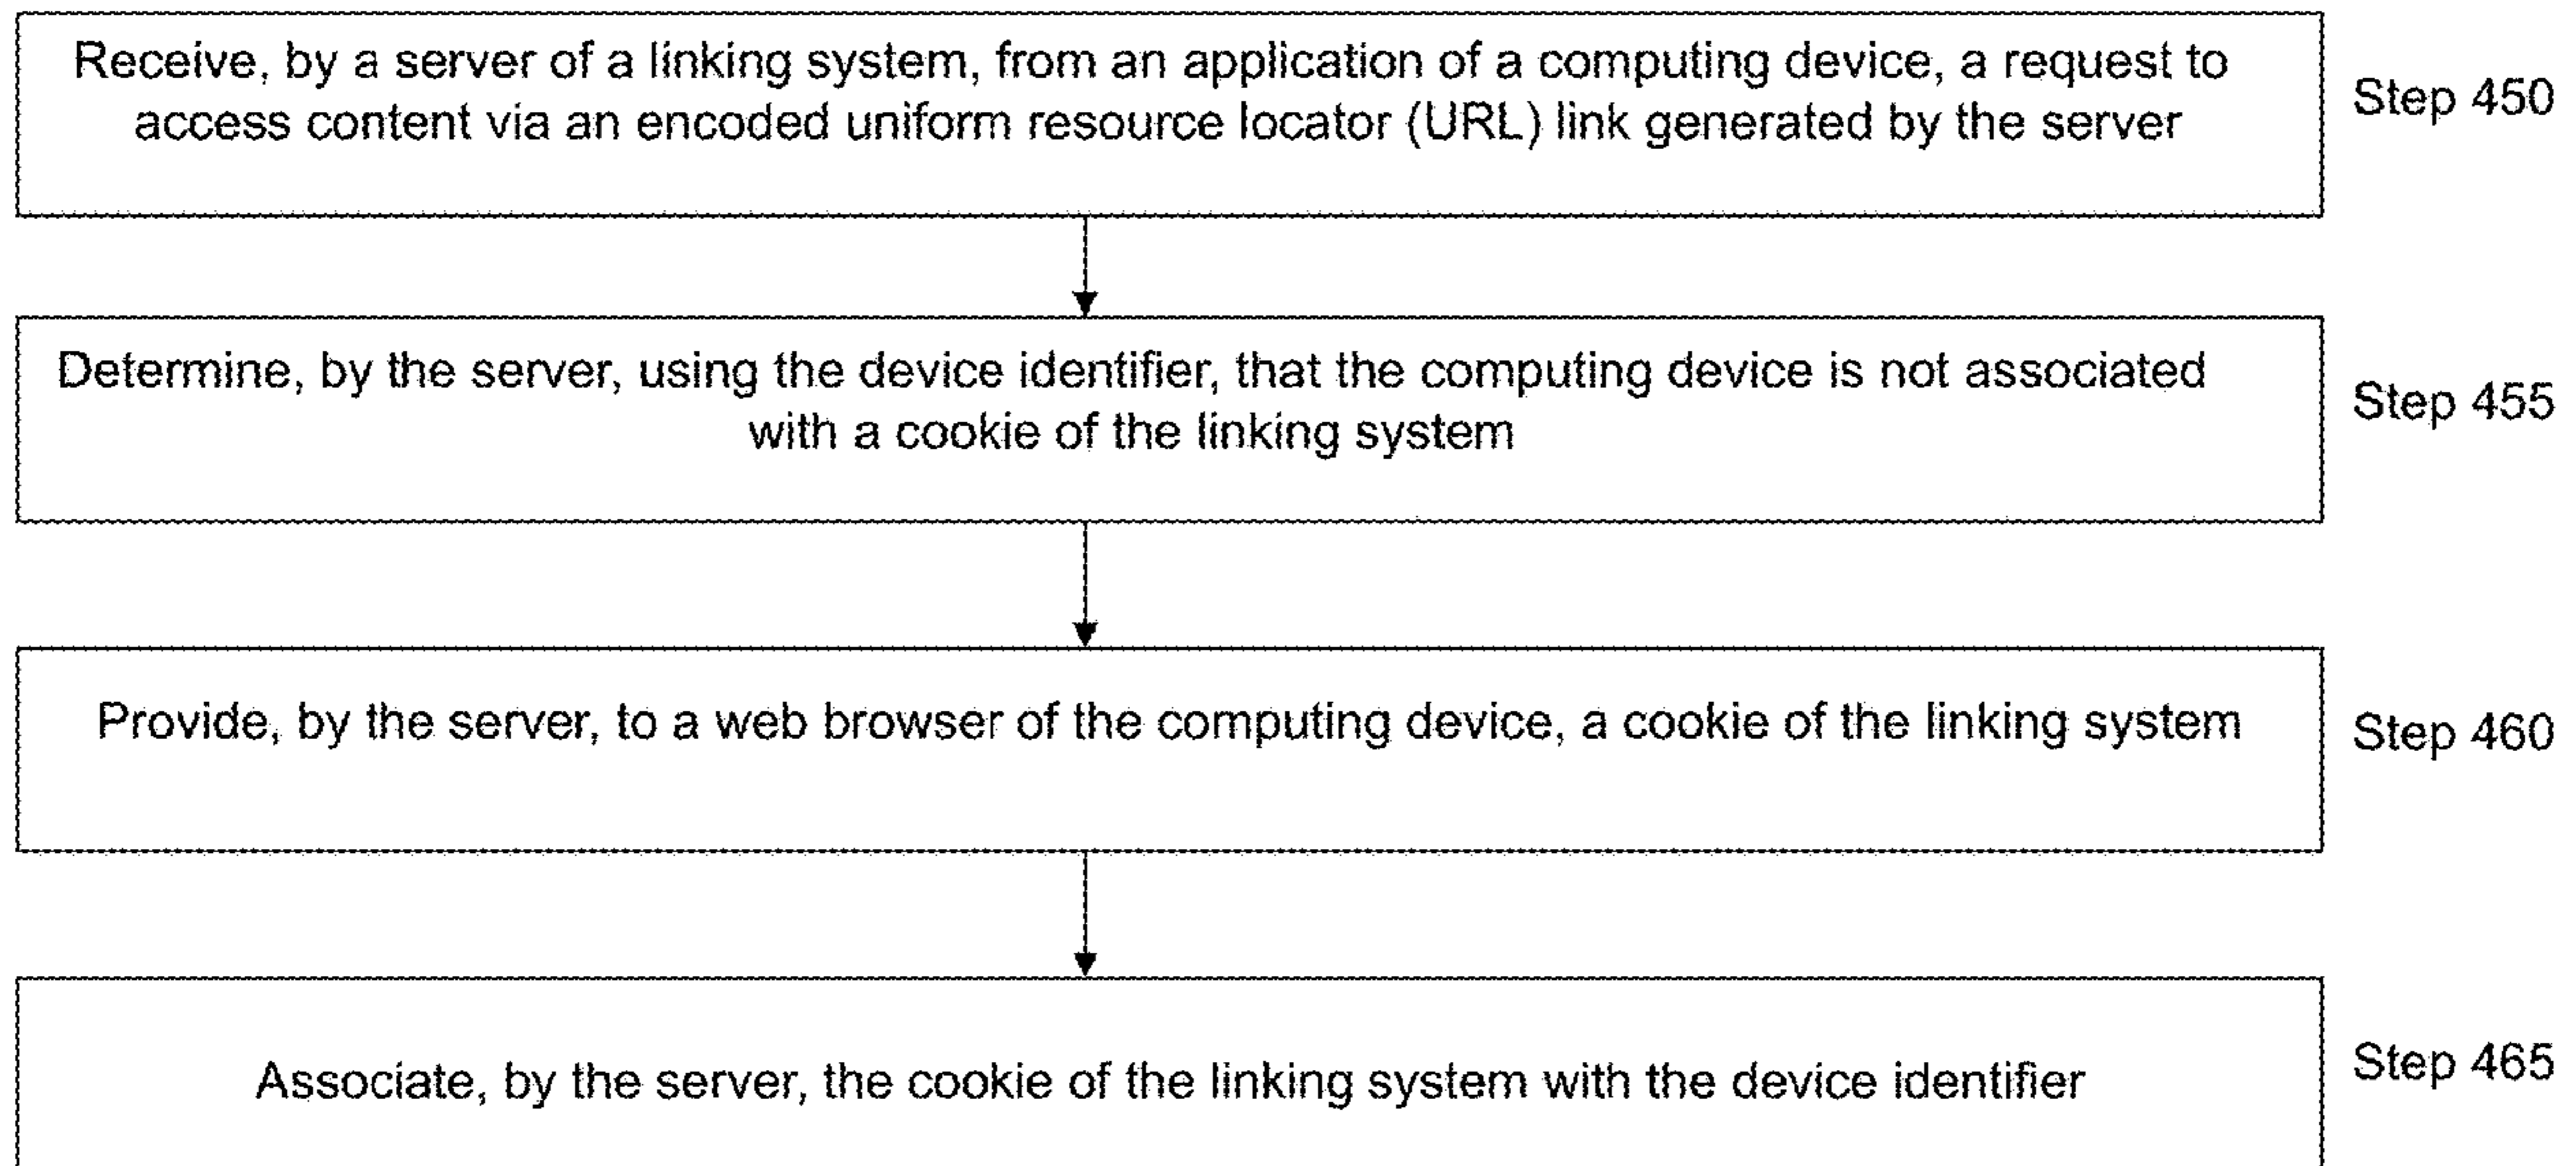 Receive, by a server of a linking system, from an application of a computing device, a request to
access content via an encoded uniform resource locator (URL) link generated by the server
Step 450
Determine, by the server, using the device identifier, that the computing device is not associated
with a cookie of the linking system
Step 455
Provide, by the server, to a web browser of the computing device, a cookie of the linking system
Step 460
Associate, by the server, the cookie of the linking system with the device identifier
Step 465